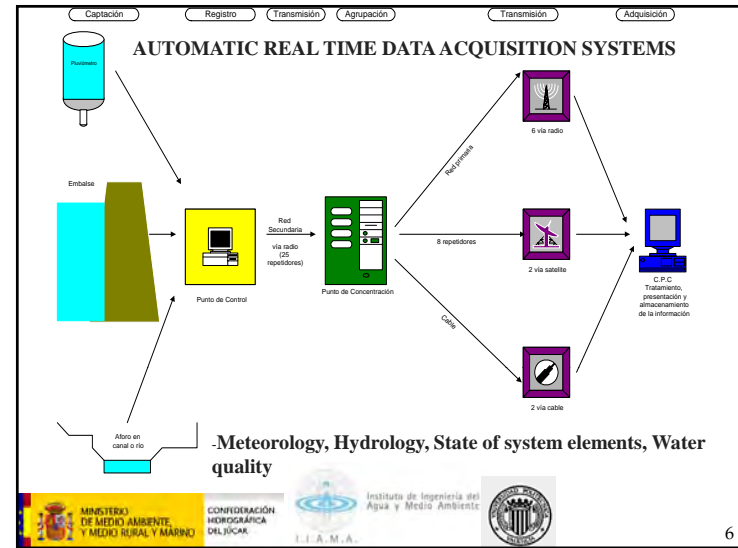 Captación
Registro
Transmisión
Agrupación
Transmisión
Adquisición
AUTOMATIC REAL TIME DATA ACQUISITION SYSTEMS
Pluviómetro
6 vía radio
Red primaria
Embalse
Red
Secundaria
vía radio
(25
repetidores)
8 repetidores
2 vía satelite
Punto de Control
Punto de Concentración
C.P.C
Tratamiento,
presentación y
almacenamiento
de la información
Cable
2 vía cable
Aforo en
canal o río
-Meteorology, Hydrology, State of system elements, Water
quality
MINISTERIO
DE MEDIO AMBIENTE,
Y MEDIO RURAL Y MARINO
CONFEDERACIÓN
HIDROGRÁFICA
DEL JÚCAR
I.I.A.M.A.
Instituto de Ingeniería del
Agua y Medio Ambiente
6